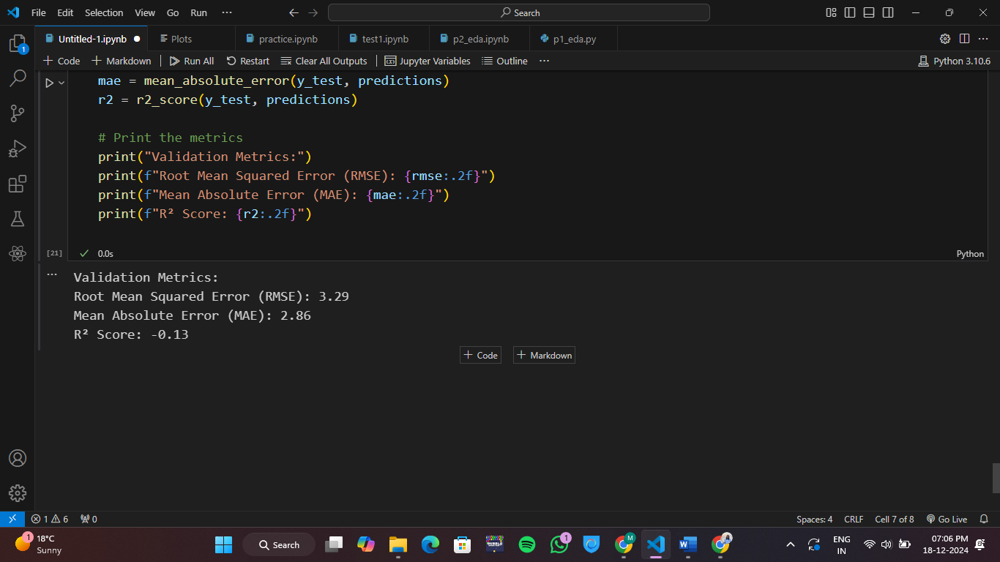 File Edit Selection View Go Run ··· Search
1
Untitled-1.ipynb Plots practice.ipynb test1.ipynb p2_eda.ipynb p1_eda.py
+ Code + Markdown Run All Restart Clear All Outputs Jupyter Variables Outline ··· Python 3.10.6
mae = mean_absolute_error(y_test, predictions)
r2 = r2_score(y_test, predictions)
# Print the metrics
print("Validation Metrics:")
print(f"Root Mean Squared Error (RMSE): {rmse:.2f}")
print(f"Mean Absolute Error (MAE): {mae:.2f}")
print(f"R² Score: {r2:.2f}")
[21] 0.0s Python
··· Validation Metrics:
Root Mean Squared Error (RMSE): 3.29
Mean Absolute Error (MAE): 2.86
R² Score: -0.13
+ Code + Markdown
1 6 0 Spaces: 4 CRLF Cell 7 of 8 Go Live
1 18°C Search 1 M ENG 07:06 PM
Sunny IN 18-12-2024